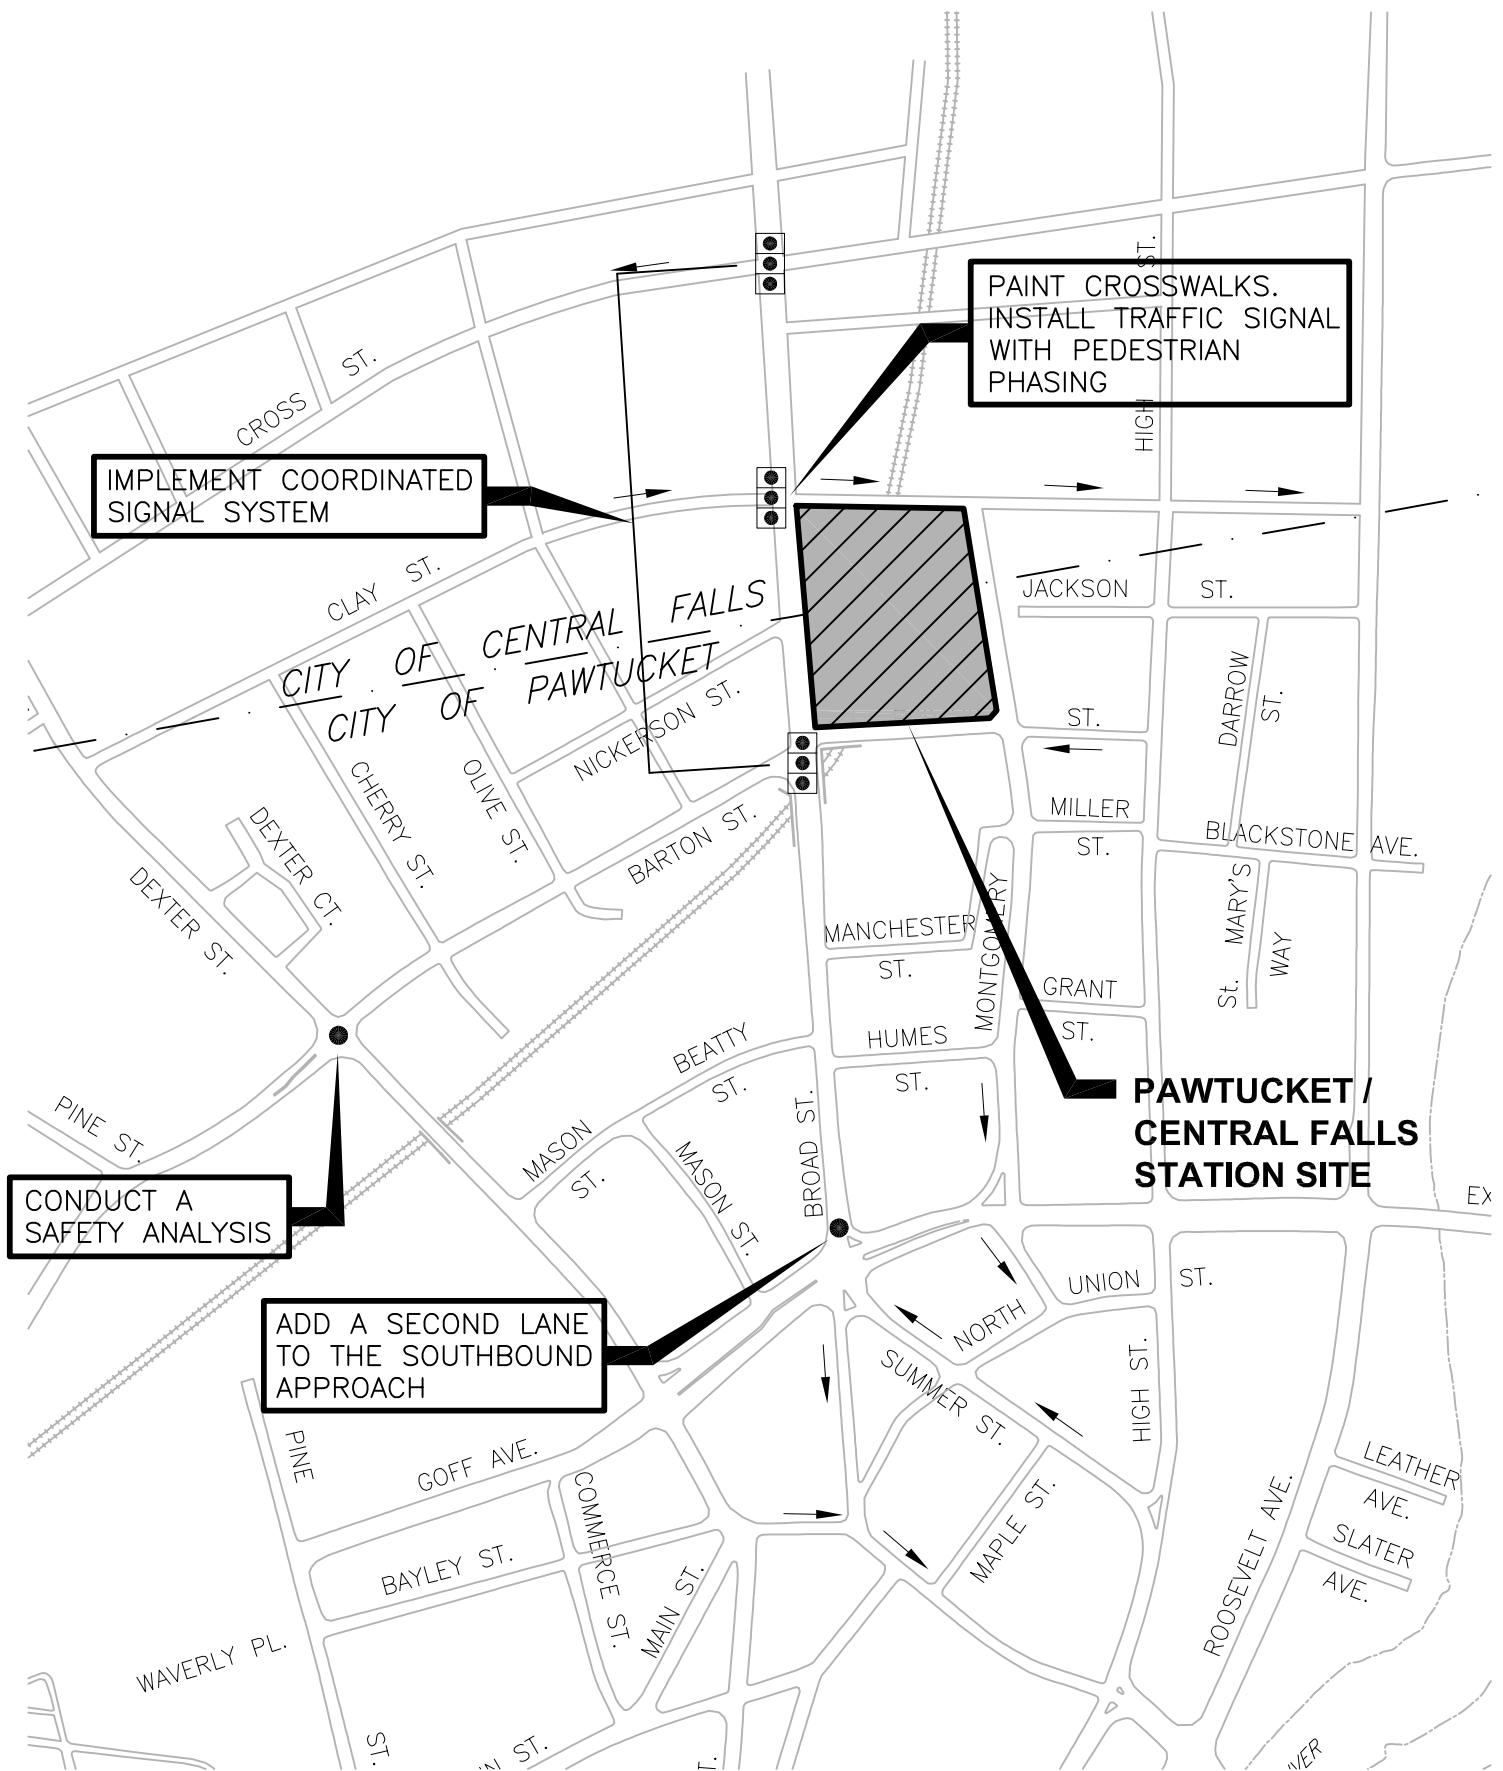 ST.
PAINT CROSSWALKS.
INSTALL TRAFFIC SIGNAL
WITH PEDESTRIAN
PHASING
HIGH
CROSS ST.
IMPLEMENT COORDINATED
SIGNAL SYSTEM
CLAY ST.
JACKSON ST.
CITY OF CENTRAL FALLS
CITY OF PAWTUCKET
NICKERSON ST.
DARROW
ST.
ST.
CHERRY ST.
OLIVE ST.
MILLER
ST.
BLACKSTONE AVE.
BARTON ST.
DEXTER CT.
DEXTER ST.
MANCHESTER
ST.
MONTGOMERY
St. MARY'S
WAY
GRANT
ST.
HUMES
ST.
BEATTY
ST.
PAWTUCKET /
CENTRAL FALLS
STATION SITE
PINE ST.
MASON
ST.
MASON ST.
BROAD ST.
CONDUCT A
SAFETY ANALYSIS
EX
UNION ST.
NORTH
ADD A SECOND LANE
TO THE SOUTHBOUND
APPROACH
SUMMER ST.
HIGH ST.
PINE
GOFF AVE.
COMMERCE ST.
LEATHER
AVE.
SLATER
AVE.
MAPLE ST.
ROOSEVELT AVE.
BAYLEY ST.
MAIN ST.
WAVERLY PL.
ST.
N ST.
T.
VER